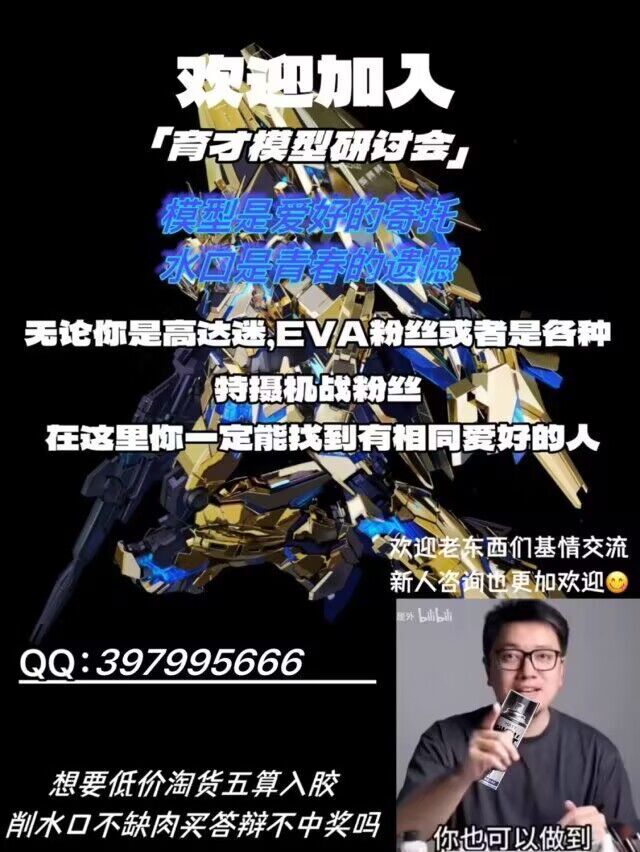 欢迎加入
「育才模型研讨会」
模型是爱好的寄托
水口是青春的遗憾
无论你是高达迷,EVA粉丝或者是各种
特摄机战粉丝
在这里你一定能找到有相同爱好的人
欢迎老东西们基情交流
新人咨询也更加欢迎😋
bilibili
QQ:397995666
想要低价淘货五算入胶
削水口不缺肉买答辩不中奖吗
你也可以做到